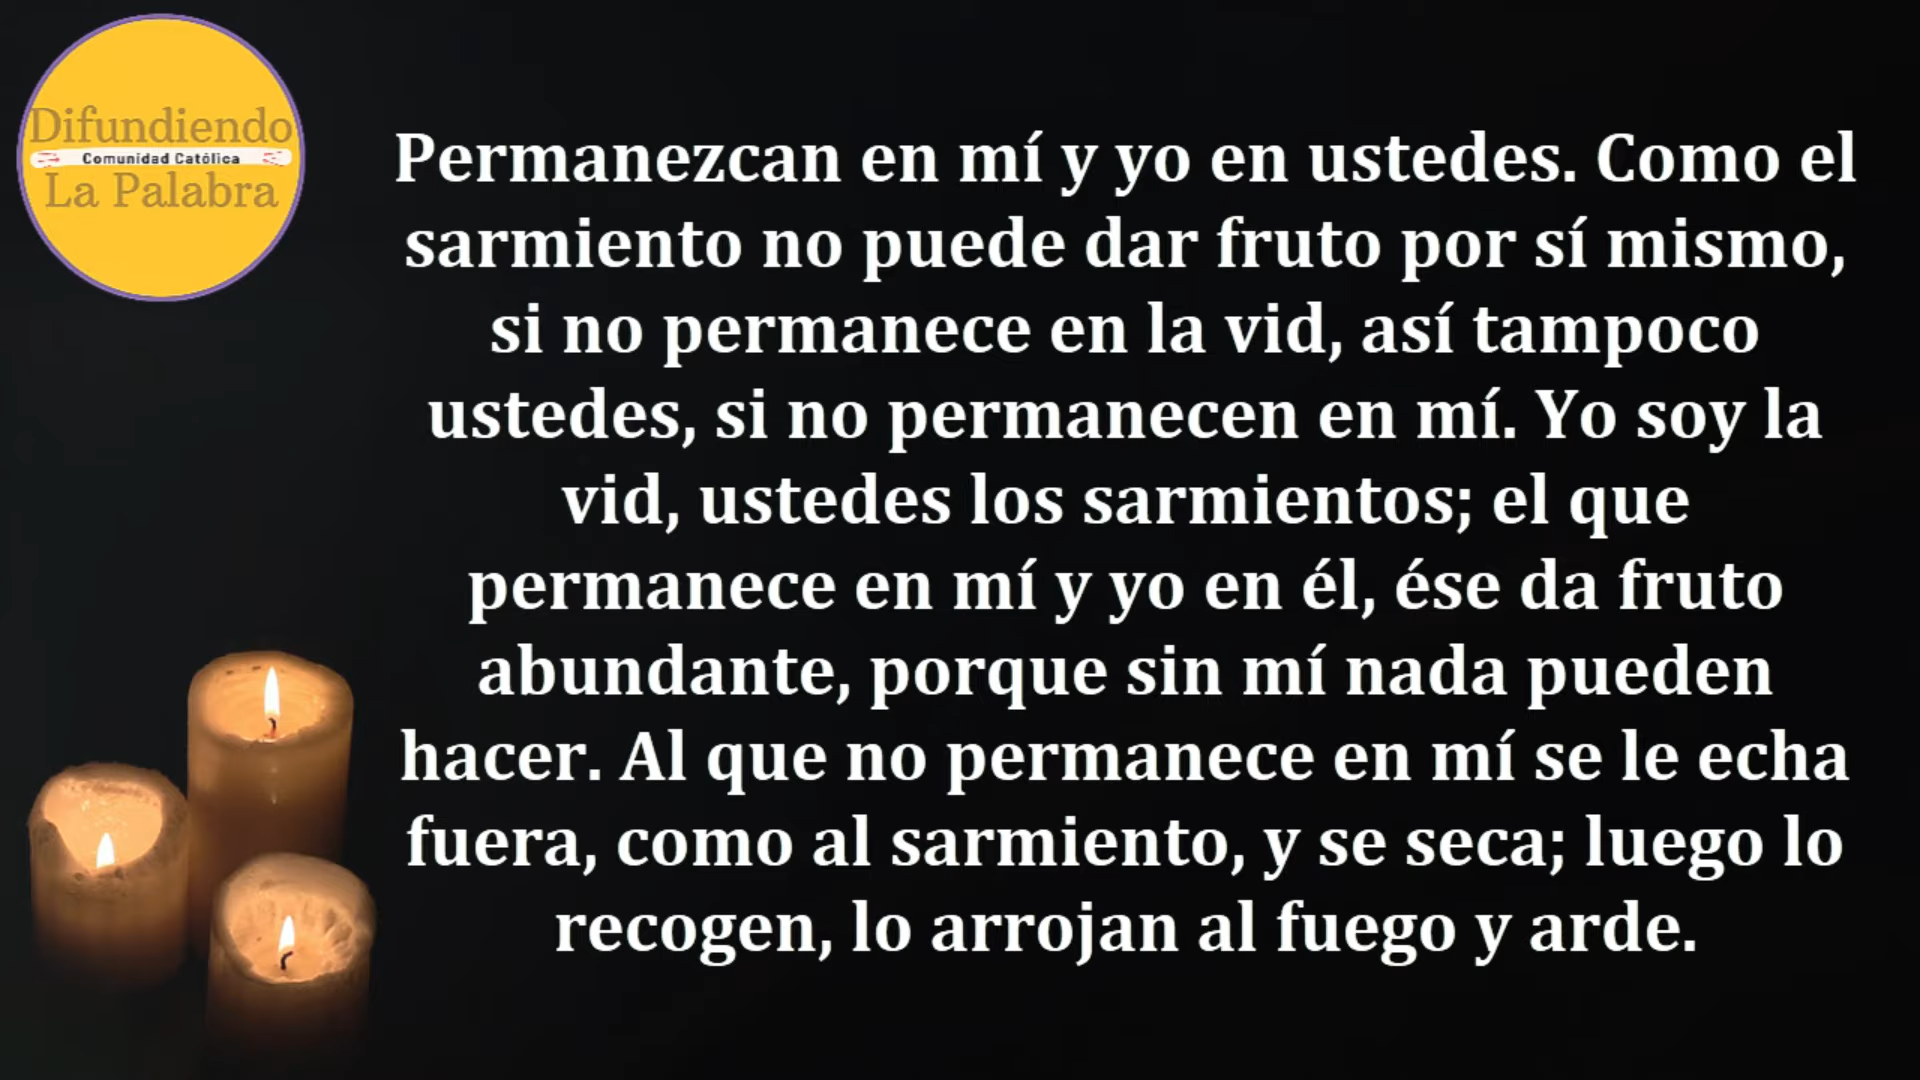 Difundiendo
Comunidad Católica
La Palabra
Permanezcan en mí y yo en ustedes. Como el
sarmiento no puede dar fruto por sí mismo,
si no permanece en la vid, así tampoco
ustedes, si no permanecen en mí. Yo soy la
vid, ustedes los sarmientos; el que
permanece en mí y yo en él, ése da fruto
abundante, porque sin mí nada pueden
hacer. Al que no permanece en mí se le echa
fuera, como al sarmiento, y se seca; luego lo
recogen, lo arrojan al fuego y arde.